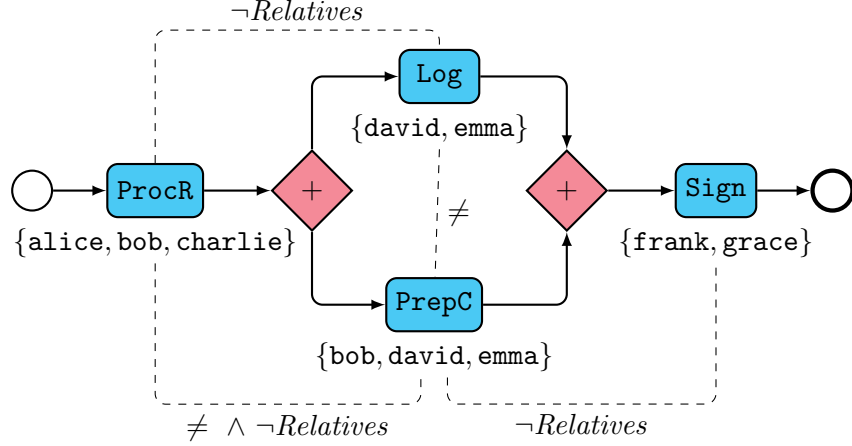 ¬Relatives
Log
{david, emma}
+
+
ProcR
Sign
≠
{alice, bob, charlie}
{frank, grace}
PrepC
{bob, david, emma}
≠ ∧ ¬Relatives
¬Relatives